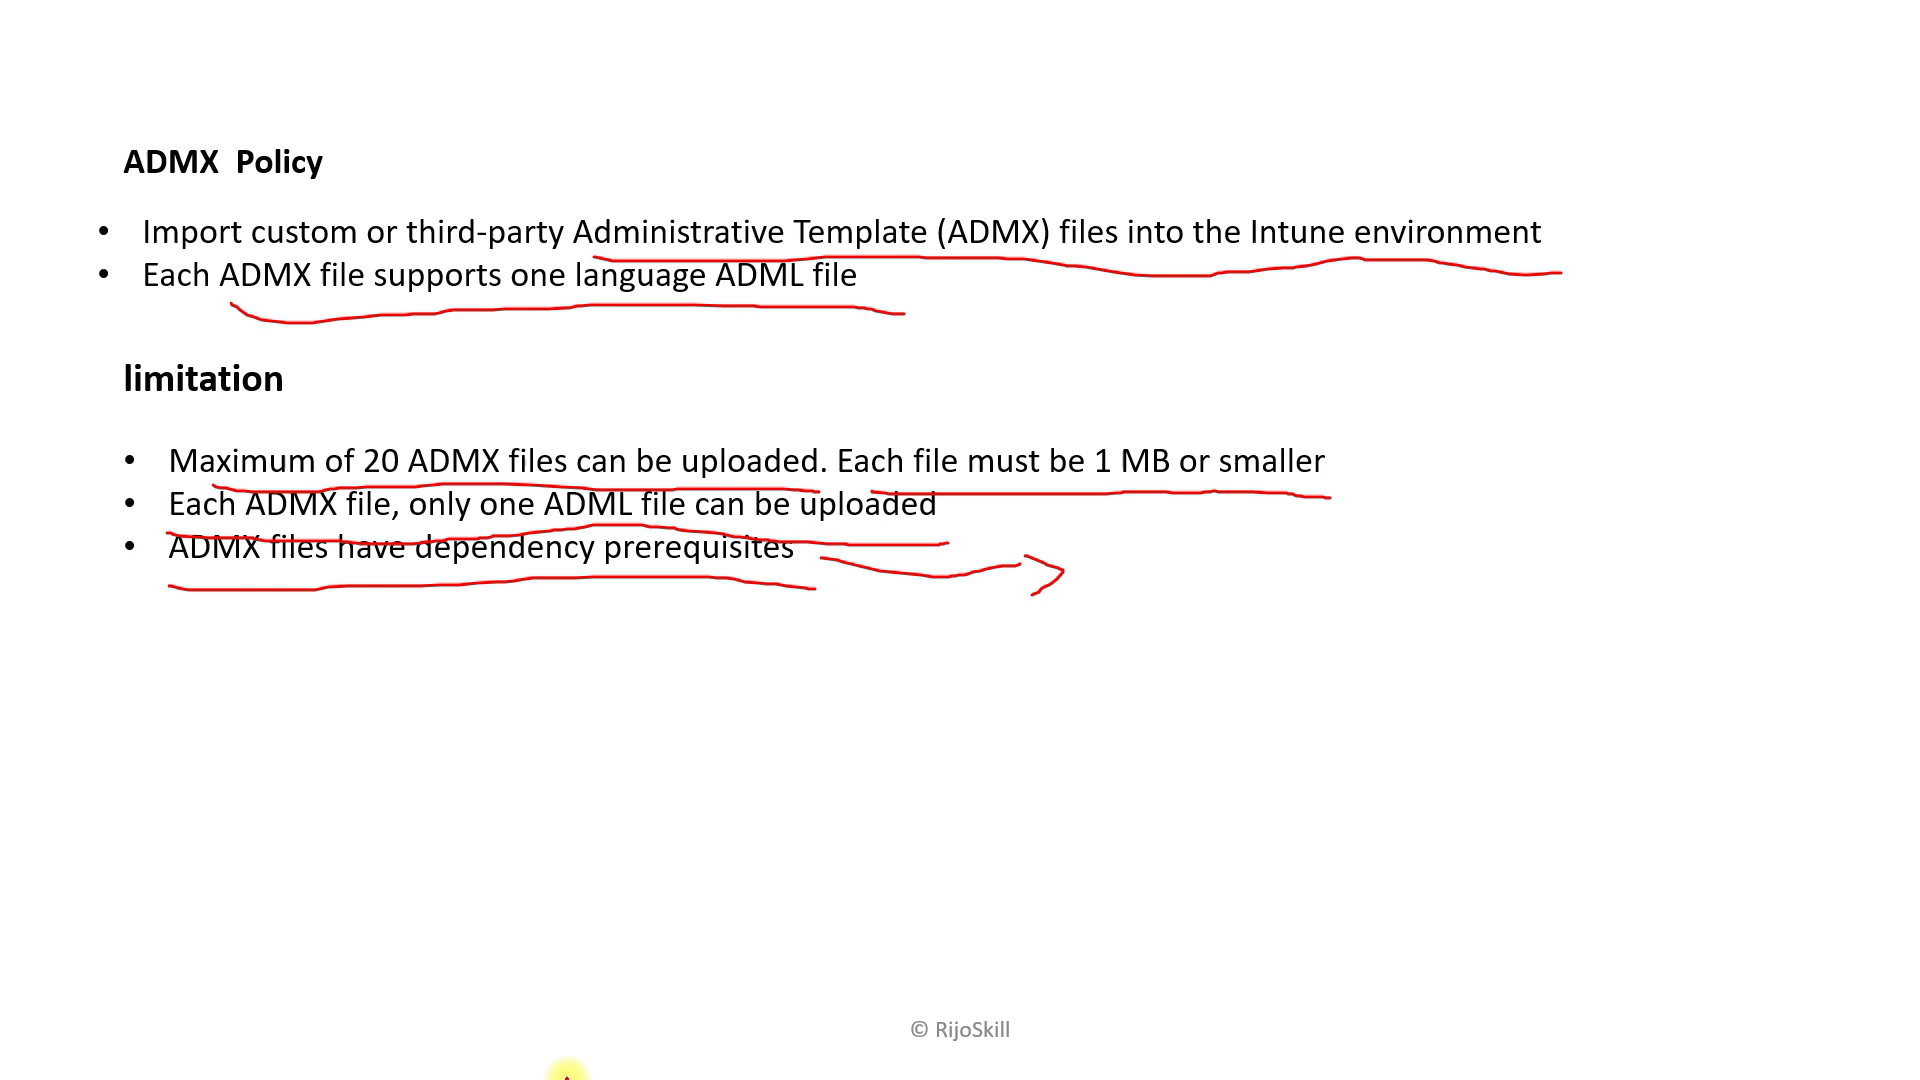 ADMX  Policy
• Import custom or third-party Administrative Template (ADMX) files into the Intune environment
• Each ADMX file supports one language ADML file
limitation
• Maximum of 20 ADMX files can be uploaded. Each file must be 1 MB or smaller
• Each ADMX file, only one ADML file can be uploaded
• ADMX files have dependency prerequisites
© RijoSkill